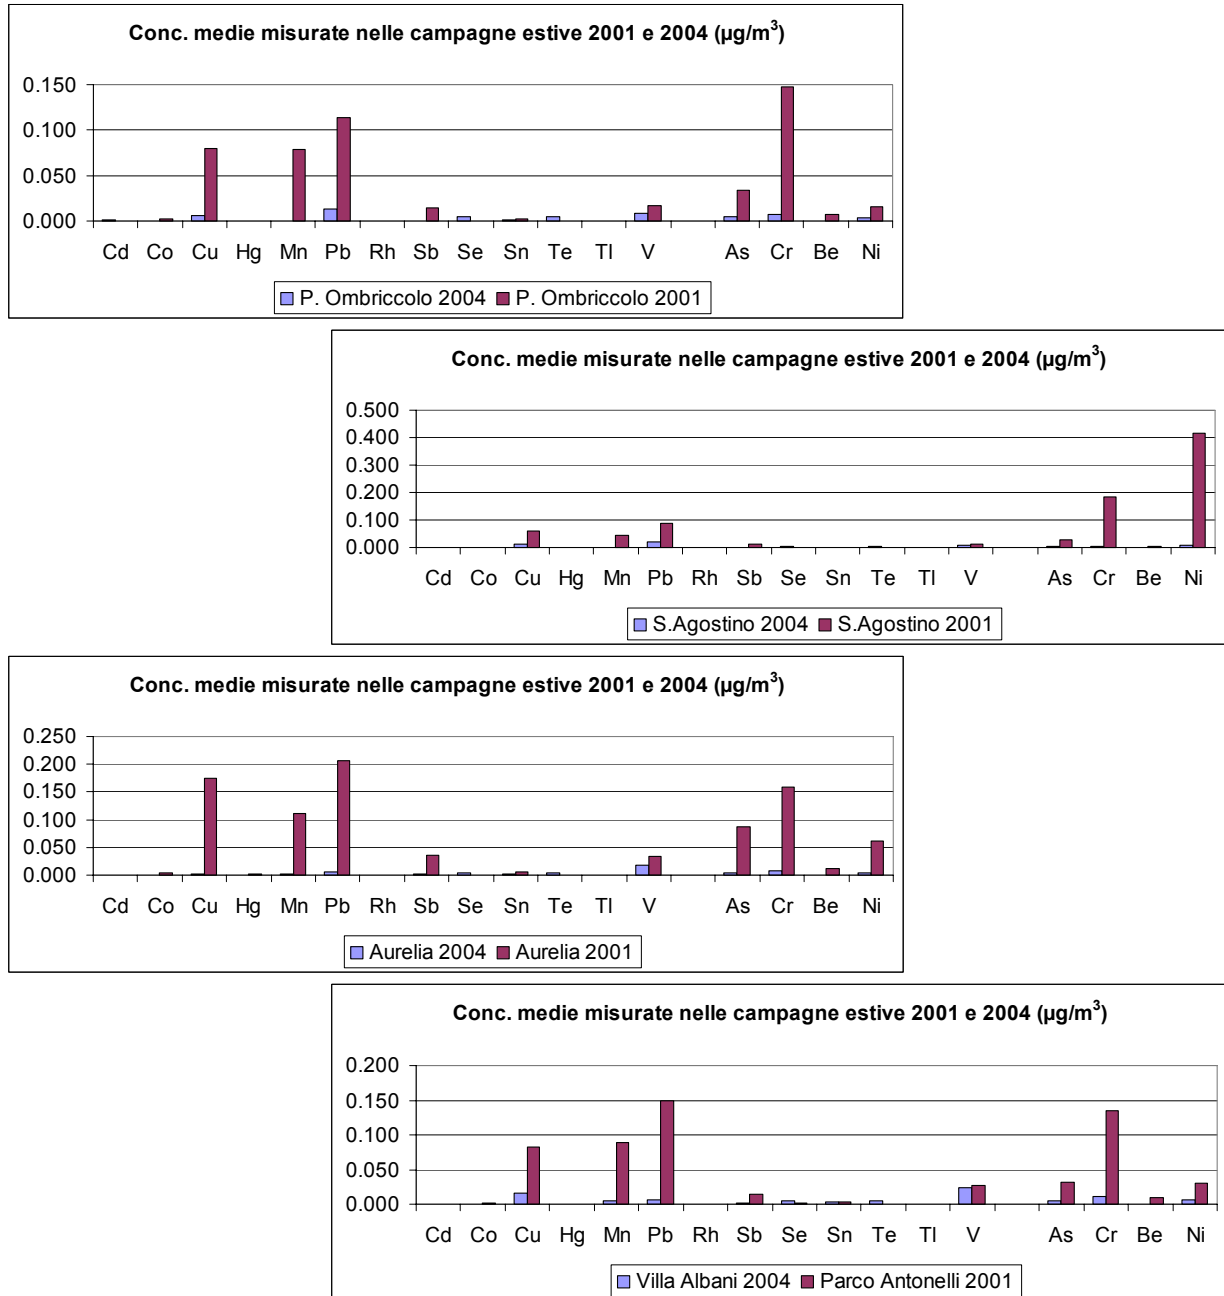 Conc. medie misurate nelle campagne estive 2001 e 2004 (µg/m³)
0.150
0.100
0.050
0.000
Cd Co Cu Hg Mn Pb Rh Sb Se Sn Te Tl V As Cr Be Ni
P. Ombriccolo 2004 P. Ombriccolo 2001
Conc. medie misurate nelle campagne estive 2001 e 2004 (µg/m³)
0.500
0.400
0.300
0.200
0.100
0.000
Cd Co Cu Hg Mn Pb Rh Sb Se Sn Te Tl V As Cr Be Ni
S.Agostino 2004 S.Agostino 2001
Conc. medie misurate nelle campagne estive 2001 e 2004 (µg/m³)
0.250
0.200
0.150
0.100
0.050
0.000
Cd Co Cu Hg Mn Pb Rh Sb Se Sn Te Tl V As Cr Be Ni
Aurelia 2004 Aurelia 2001
Conc. medie misurate nelle campagne estive 2001 e 2004 (µg/m³)
0.200
0.150
0.100
0.050
0.000
Cd Co Cu Hg Mn Pb Rh Sb Se Sn Te Tl V As Cr Be Ni
Villa Albani 2004 Parco Antonelli 2001